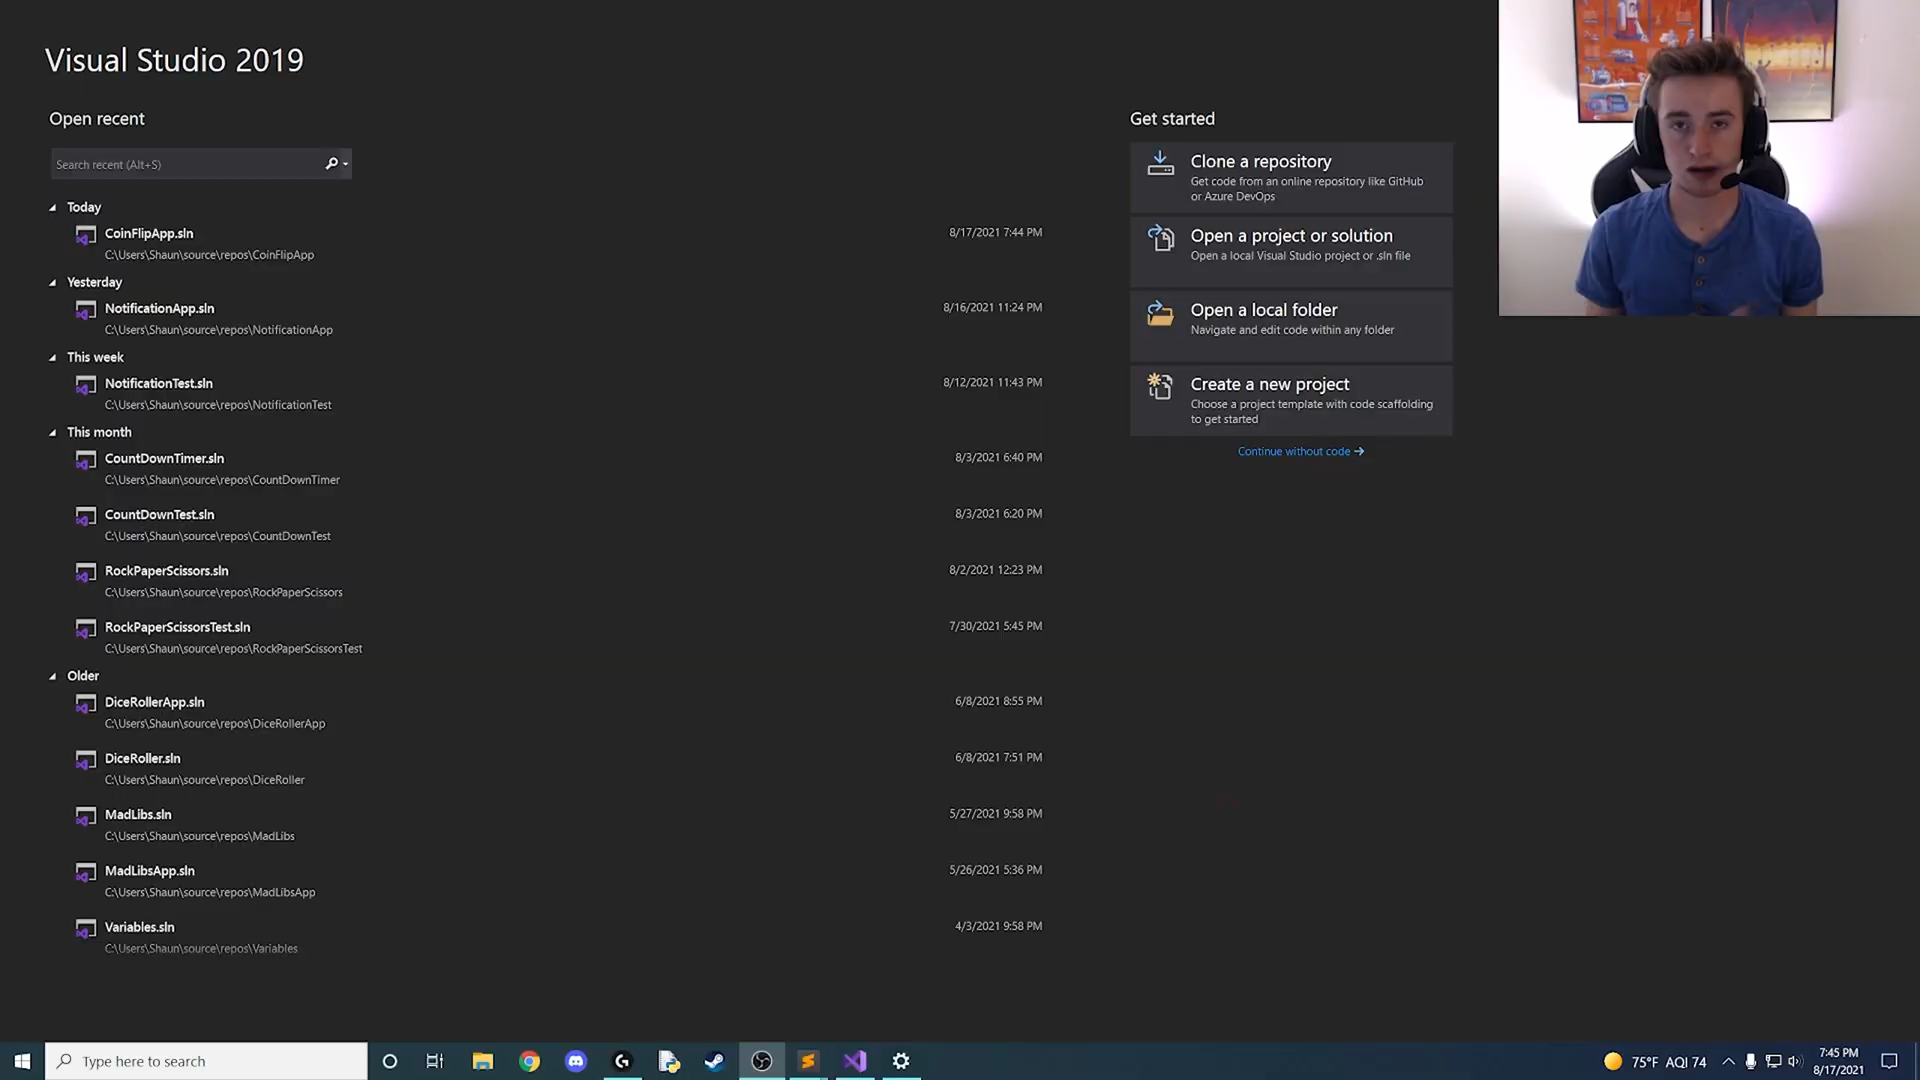 Visual Studio 2019
Open recent
Search recent (Alt+S)
Today
CoinFlipApp.sln
8/17/2021 7:44 PM
C:\Users\Shaun\source\repos\CoinFlipApp
Yesterday
NotificationApp.sln
8/16/2021 11:24 PM
C:\Users\Shaun\source\repos\NotificationApp
This week
NotificationTest.sln
8/12/2021 11:43 PM
C:\Users\Shaun\source\repos\NotificationTest
This month
CountDownTimer.sln
8/3/2021 6:40 PM
C:\Users\Shaun\source\repos\CountDownTimer
CountDownTest.sln
8/3/2021 6:20 PM
C:\Users\Shaun\source\repos\CountDownTest
RockPaperScissors.sln
8/2/2021 12:23 PM
C:\Users\Shaun\source\repos\RockPaperScissors
RockPaperScissorsTest.sln
7/30/2021 5:45 PM
C:\Users\Shaun\source\repos\RockPaperScissorsTest
Older
DiceRollerApp.sln
6/8/2021 8:55 PM
C:\Users\Shaun\source\repos\DiceRollerApp
DiceRoller.sln
6/8/2021 7:51 PM
C:\Users\Shaun\source\repos\DiceRoller
MadLibs.sln
5/27/2021 9:58 PM
C:\Users\Shaun\source\repos\MadLibs
MadLibsApp.sln
5/26/2021 5:36 PM
C:\Users\Shaun\source\repos\MadLibsApp
Variables.sln
4/3/2021 9:58 PM
C:\Users\Shaun\source\repos\Variables
Get started
Clone a repository
Get code from an online repository like GitHub
or Azure DevOps
Open a project or solution
Open a local Visual Studio project or .sln file
Open a local folder
Navigate and edit code within any folder
Create a new project
Choose a project template with code scaffolding
to get started
Continue without code →
Type here to search
75°F AQI 74
7:45 PM
8/17/2021